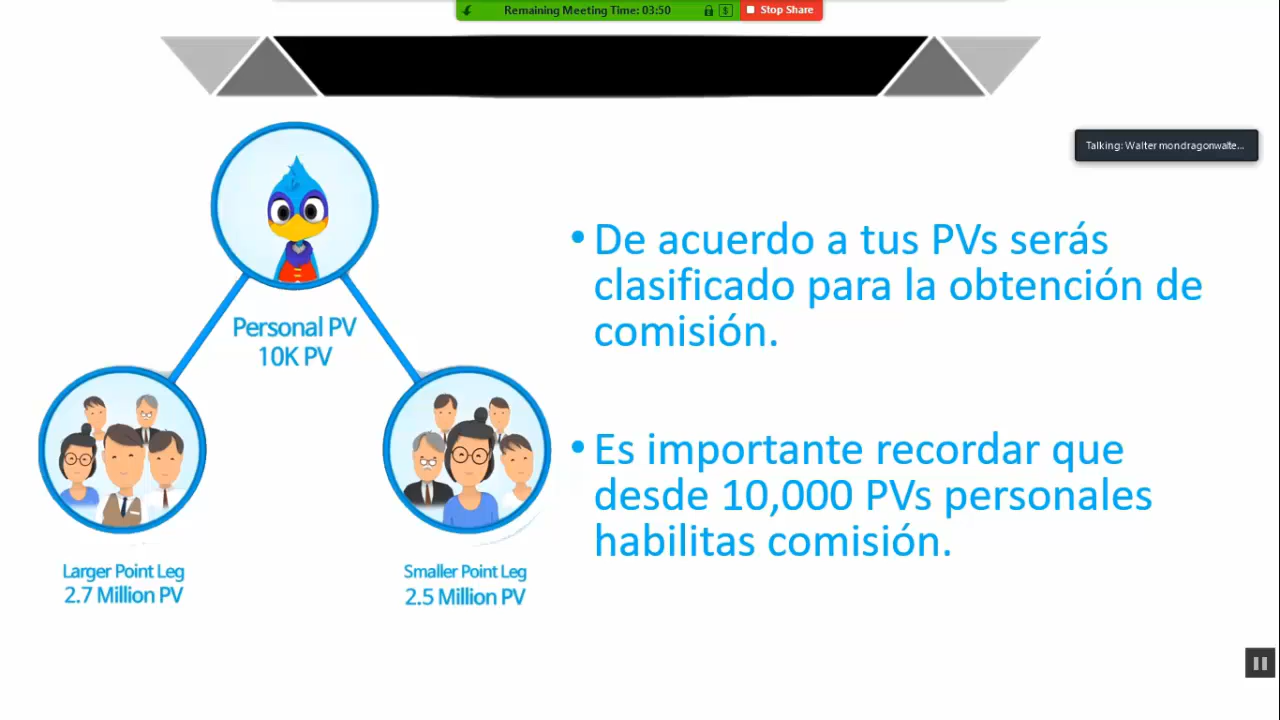 Remaining Meeting Time: 03:50
Stop Share
Talking: Walter mondragonwalte...
Personal PV
10K PV
Larger Point Leg
2.7 Million PV
Smaller Point Leg
2.5 Million PV
• De acuerdo a tus PVs serás
clasificado para la obtención de
comisión.
• Es importante recordar que
desde 10,000 PVs personales
habilitas comisión.